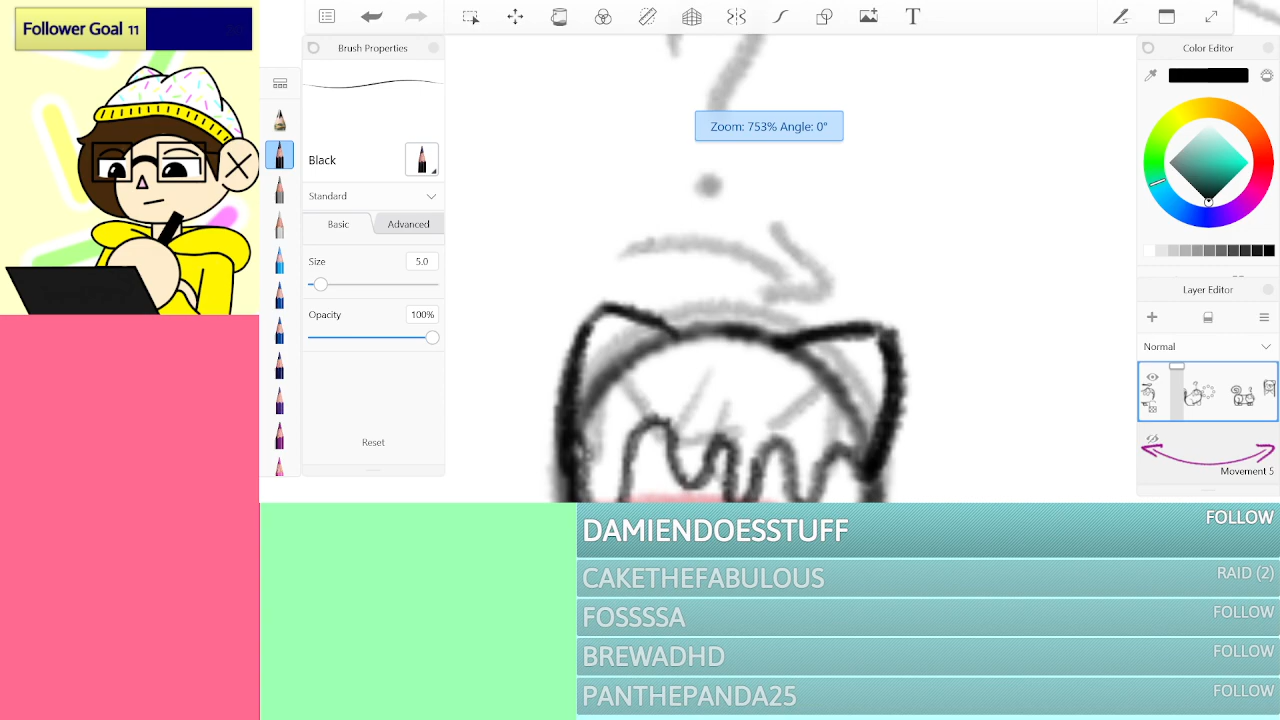 Follower Goal 11
Brush Properties
Color Editor
Zoom: 753% Angle: 0°
Black
Standard
Basic
Advanced
Size
5.0
Opacity
100%
Reset
Layer Editor
Normal
Movement 5
DAMIENDOESSTUFF
FOLLOW
CAKETHEFABULOUS
RAID (2)
FOSSSSA
FOLLOW
BREWADHD
FOLLOW
PANTHEPANDA25
FOLLOW